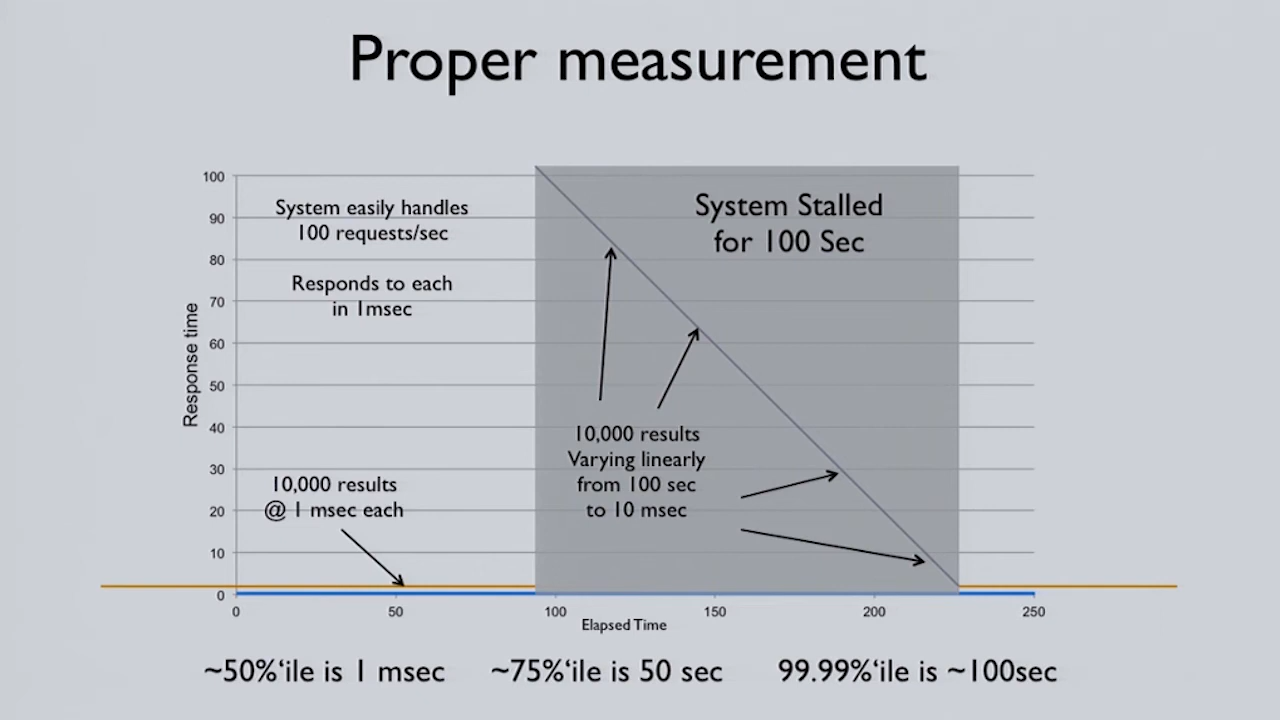 Proper measurement
100
90
80
70
60
50
40
30
20
10
0
Response time
System easily handles
100 requests/sec
Responds to each
in 1msec
10,000 results
@ 1 msec each
System Stalled
for 100 Sec
10,000 results
Varying linearly
from 100 sec
to 10 msec
0
50
100
150
200
250
Elapsed Time
~50%‘ile is 1 msec
~75%‘ile is 50 sec
99.99%‘ile is ~100sec